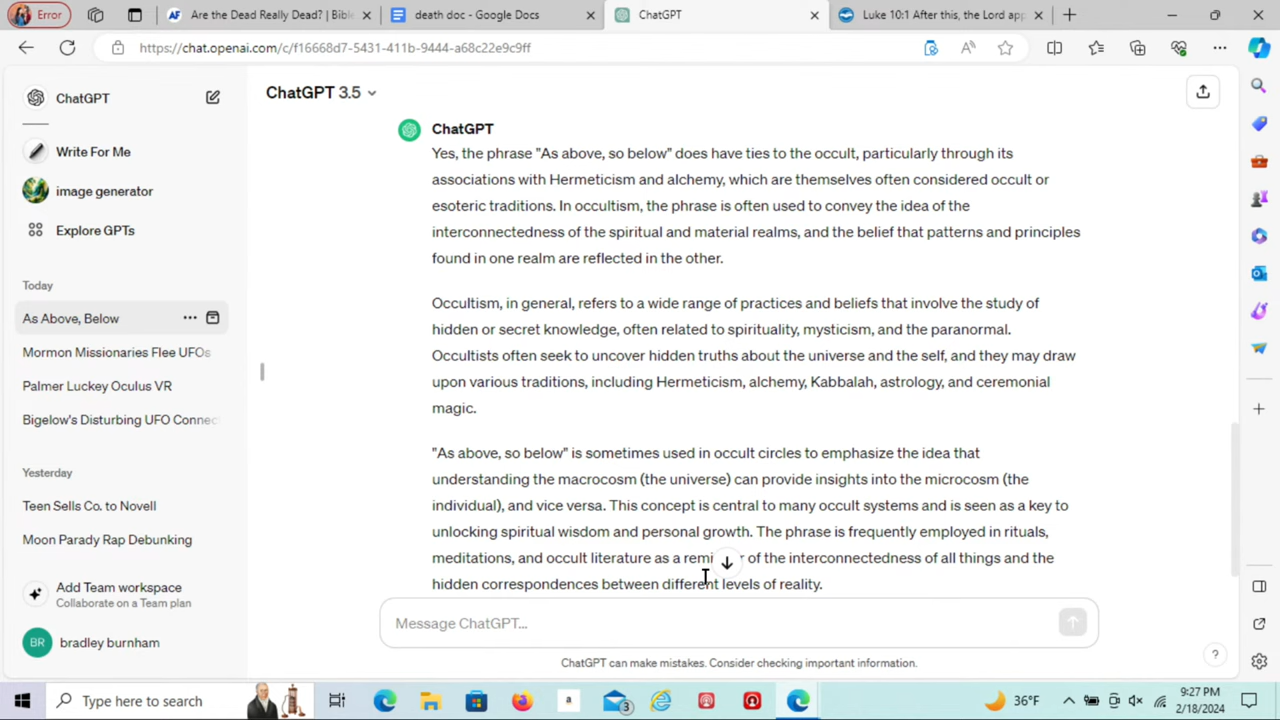 Error
Are the Dead Really Dead? | Bible
death doc - Google Docs
ChatGPT
Luke 10:1 After this, the Lord app
https://chat.openai.com/c/f16668d7-5431-411b-9444-a68c22e9c9ff
ChatGPT
Write For Me
image generator
Explore GPTs
Today
As Above, Below
Mormon Missionaries Flee UFOs
Palmer Luckey Oculus VR
Bigelow's Disturbing UFO Connec
Yesterday
Teen Sells Co. to Novell
Moon Parady Rap Debunking
Add Team workspace
Collaborate on a Team plan
BR
bradley burnham
ChatGPT 3.5
ChatGPT
Yes, the phrase "As above, so below" does have ties to the occult, particularly through its
associations with Hermeticism and alchemy, which are themselves often considered occult or
esoteric traditions. In occultism, the phrase is often used to convey the idea of the
interconnectedness of the spiritual and material realms, and the belief that patterns and principles
found in one realm are reflected in the other.
Occultism, in general, refers to a wide range of practices and beliefs that involve the study of
hidden or secret knowledge, often related to spirituality, mysticism, and the paranormal.
Occultists often seek to uncover hidden truths about the universe and the self, and they may draw
upon various traditions, including Hermeticism, alchemy, Kabbalah, astrology, and ceremonial
magic.
"As above, so below" is sometimes used in occult circles to emphasize the idea that
understanding the macrocosm (the universe) can provide insights into the microcosm (the
individual), and vice versa. This concept is central to many occult systems and is seen as a key to
unlocking spiritual wisdom and personal growth. The phrase is frequently employed in rituals,
meditations, and occult literature as a remi r of the interconnectedness of all things and the
hidden correspondences between different levels of reality.
Message ChatGPT...
ChatGPT can make mistakes. Consider checking important information.
?
Type here to search
a
3
36°F
9:27 PM
2/18/2024